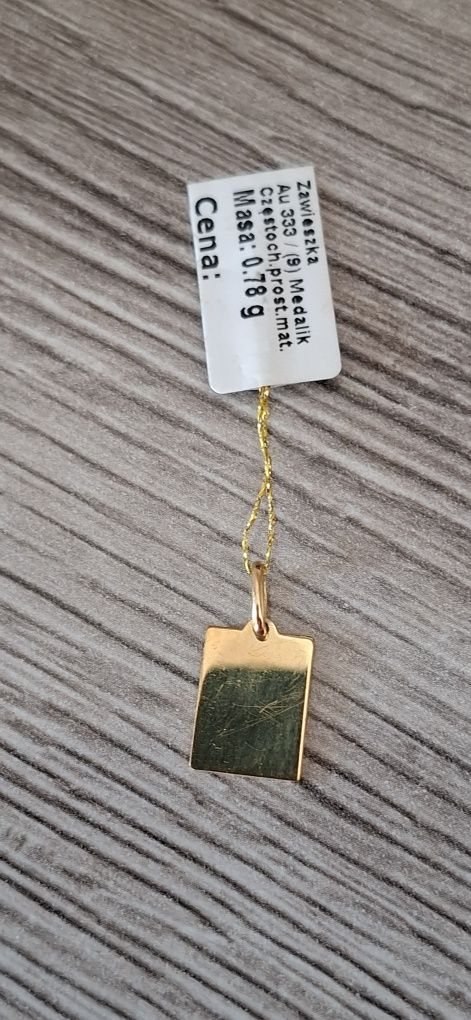 Zawieszka
Au 333 / (9) Medalik
Częstoch.prost.mat.
Masa: 0.78 g
Cena: